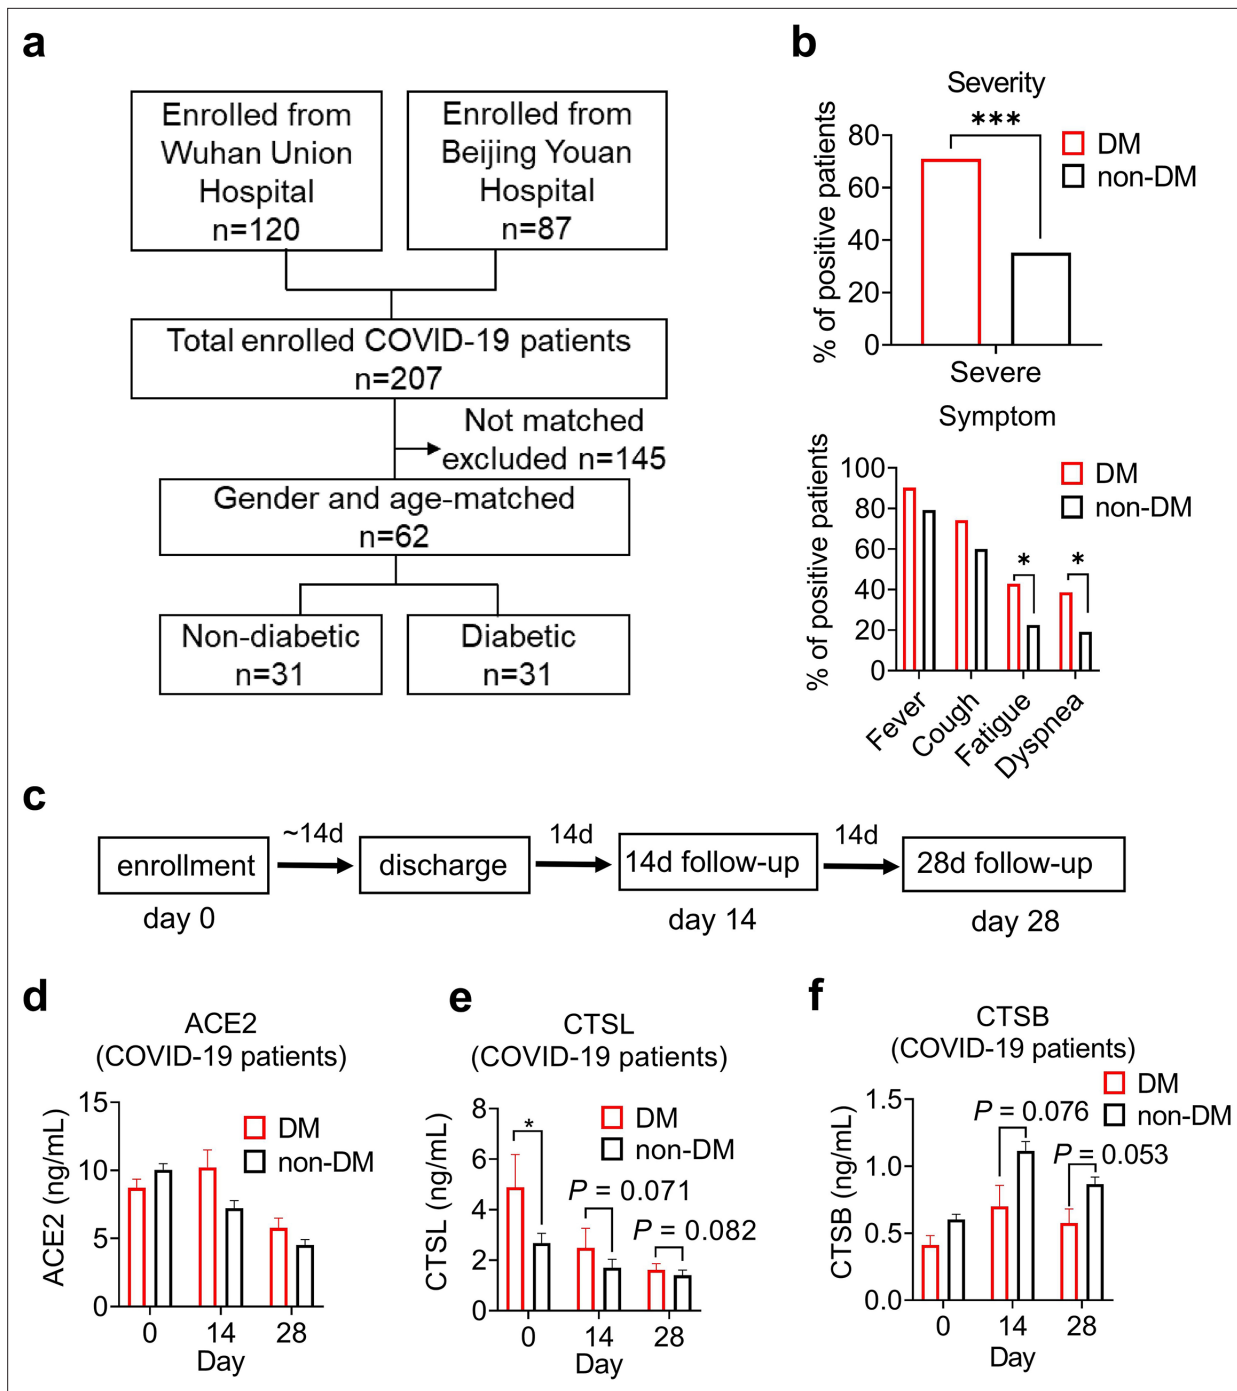 a
Enrolled from
Wuhan Union
Hospital
n=120
Enrolled from
Beijing Youan
Hospital
n=87
Total enrolled COVID-19 patients
n=207
Not matched
excluded n=145
Gender and age-matched
n=62
Non-diabetic
n=31
Diabetic
n=31
b
Severity
% of positive patients
80
60
40
20
0
***
DM
non-DM
Severe
Symptom
% of positive patients
100
80
60
40
20
0
DM
non-DM
*
*
Fever
Cough
Fatigue
Dyspnea
c
enrollment
~14d
discharge
14d
14d follow-up
14d
28d follow-up
day 0
day 14
day 28
d
ACE2
(COVID-19 patients)
ACE2 (ng/mL)
15
10
5
0
DM
non-DM
0 14 28
Day
e
CTSL
(COVID-19 patients)
CTSL (ng/mL)
8
6
4
2
0
*
DM
non-DM
P = 0.071
P = 0.082
0 14 28
Day
f
CTSB
(COVID-19 patients)
CTSB (ng/mL)
1.5
1.0
0.5
0.0
DM
non-DM
P = 0.076
P = 0.053
0 14 28
Day